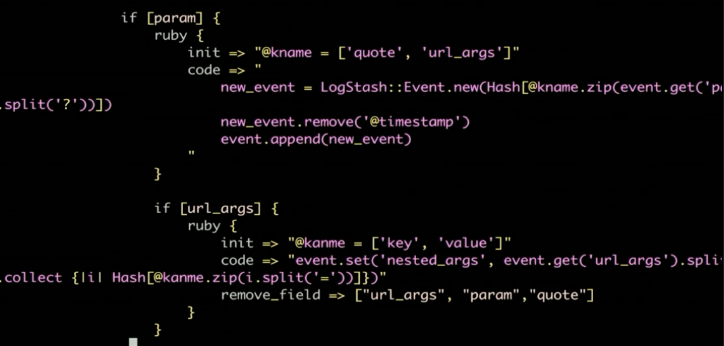 if [param] {
ruby {
init => "@kname = ['quote', 'url_args']"
code => "
new_event = LogStash::Event.new(Hash[@kname.zip(event.get('p
.split('?'))])
new_event.remove('@timestamp')
event.append(new_event)
"
}
if [url_args] {
ruby {
init => "@kanme = ['key', 'value']"
code => "event.set('nested_args', event.get('url_args').spli
.collect {|i| Hash[@kanme.zip(i.split('='))]})"
remove_field => ["url_args", "param","quote"]
}
}